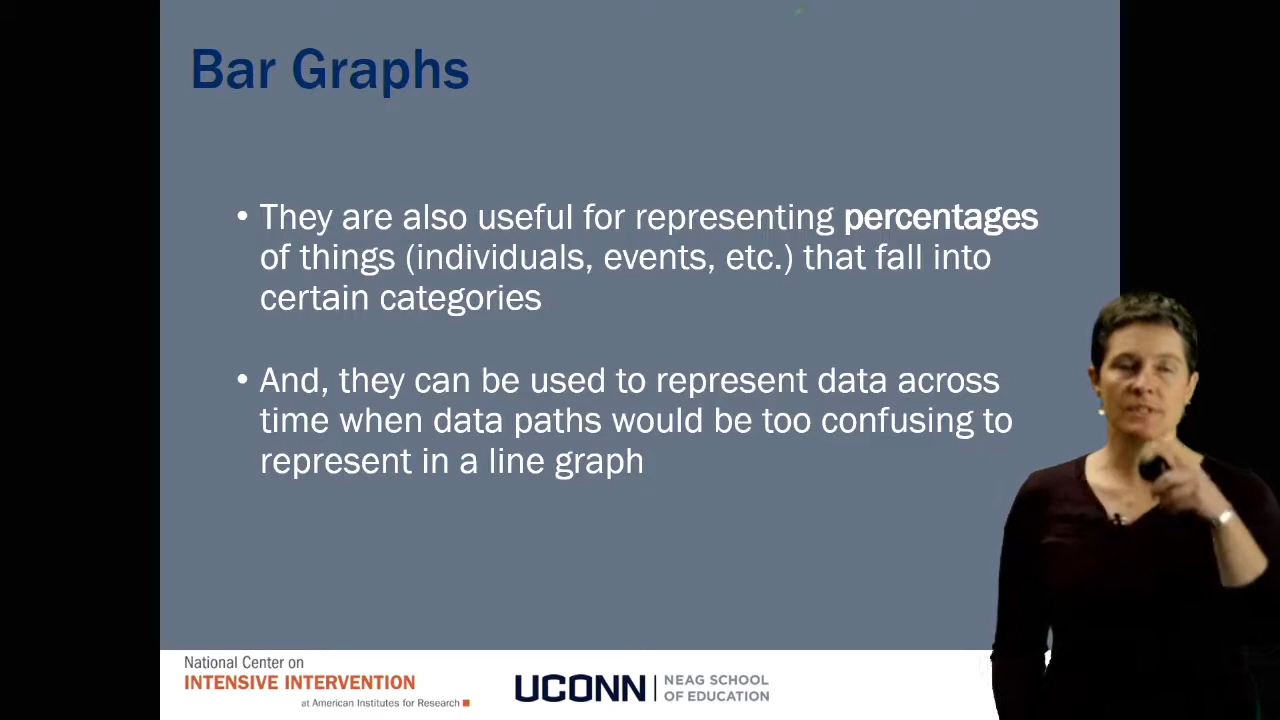 Bar Graphs
• They are also useful for representing percentages
of things (individuals, events, etc.) that fall into
certain categories
• And, they can be used to represent data across
time when data paths would be too confusing to
represent in a line graph
National Center on
INTENSIVE INTERVENTION
at American Institutes for Research
UCONN
NEAG SCHOOL
OF EDUCATION